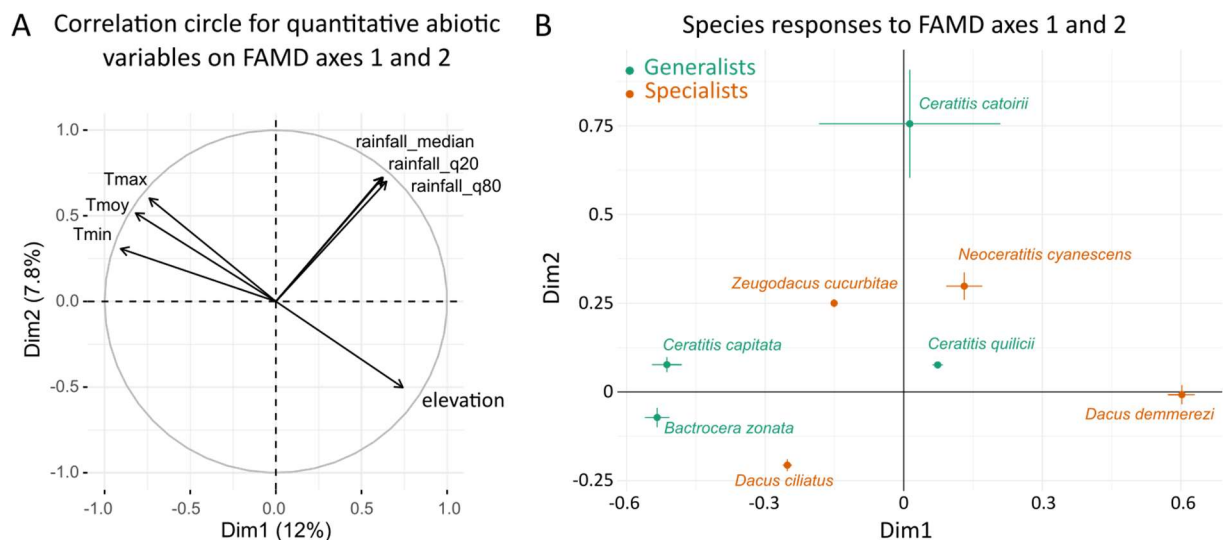 A
Correlation circle for quantitative abiotic
variables on FAMD axes 1 and 2
1.0
0.5
0.0
-0.5
-1.0
Dim2 (7.8%)
rainfall_median
rainfall_q20
rainfall_q80
Tmax
Tmoy
Tmin
elevation
-1.0
-0.5
0.0
0.5
1.0
Dim1 (12%)
B
Species responses to FAMD axes 1 and 2
Generalists
Specialists
0.75
0.5
0.25
0
-0.25
Dim2
Ceratitis catoirii
Neoceratitis cyanescens
Zeugodacus cucurbitae
Ceratitis capitata
Ceratitis quilicii
Dacus demmerezi
Bactrocera zonata
Dacus ciliatus
-0.6
-0.3
0
0.3
0.6
Dim1